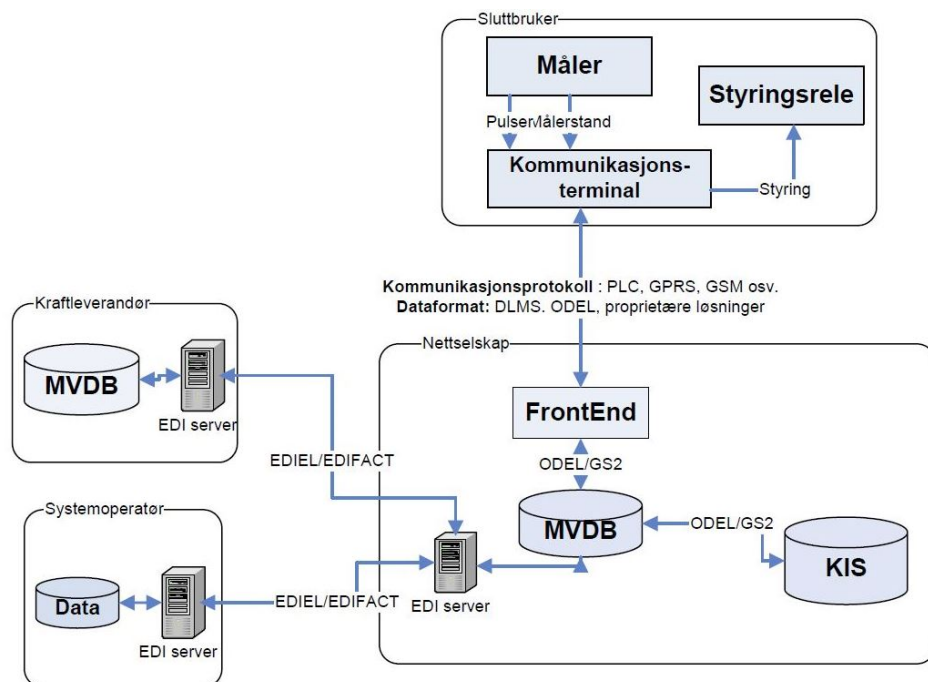 Sluttbruker
Måler
Styringsrele
Pulser/Målerstand
Kommunikasjons-
terminal
Styring
Kommunikasjonsprotokoll : PLC, GPRS, GSM osv.
Dataformat: DLMS. ODEL, proprietære løsninger
Kraftleverandør
MVDB
EDI server
Nettselskap
FrontEnd
ODEL/GS2
EDIEL/EDIFACT
MVDB
ODEL/GS2
KIS
EDI server
Systemoperatør
Data
EDI server
EDIEL/EDIFACT